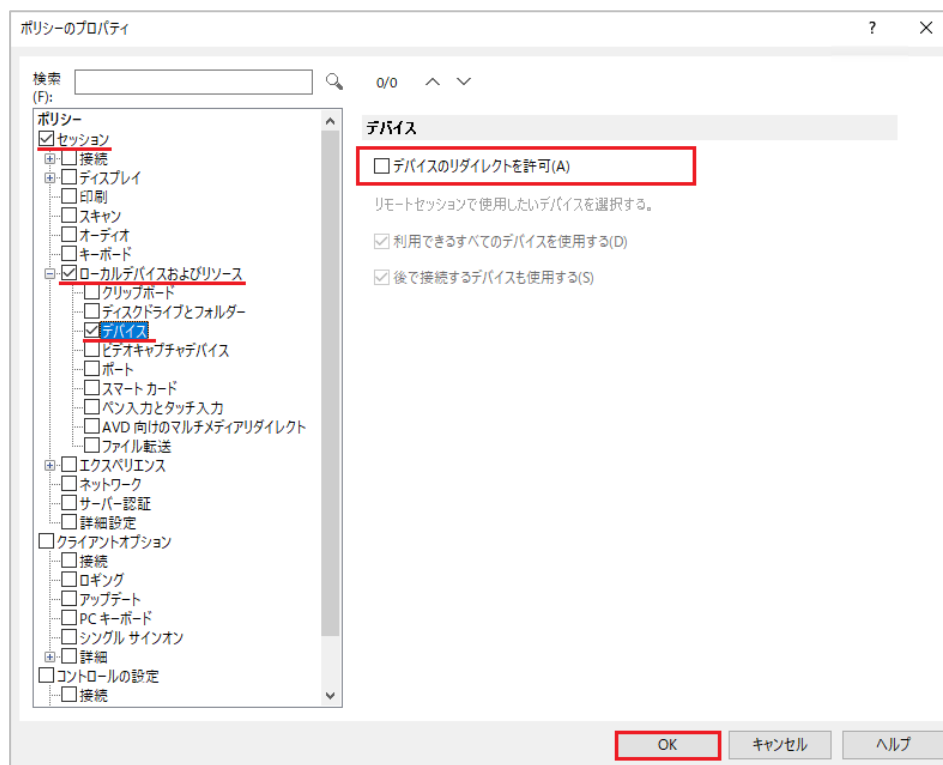 ポリシーのプロパティ
?
検索
(F):
0/0
ポリシー
セッション
接続
ディスプレイ
印刷
スキャン
オーディオ
キーボード
ローカルデバイスおよびリソース
クリップボード
ディスクドライブとフォルダー
デバイス
ビデオキャプチャデバイス
ポート
スマート カード
ペン入力とタッチ入力
AVD 向けのマルチメディアリダイレクト
ファイル転送
エクスペリエンス
ネットワーク
サーバー認証
詳細設定
クライアントオプション
接続
ロギング
アップデート
PC キーボード
シングル サインオン
詳細
コントロールの設定
接続
デバイス
デバイスのリダイレクトを許可(A)
リモートセッションで使用したいデバイスを選択する。
利用できるすべてのデバイスを使用する(D)
後で接続するデバイスも使用する(S)
OK
キャンセル
ヘルプ